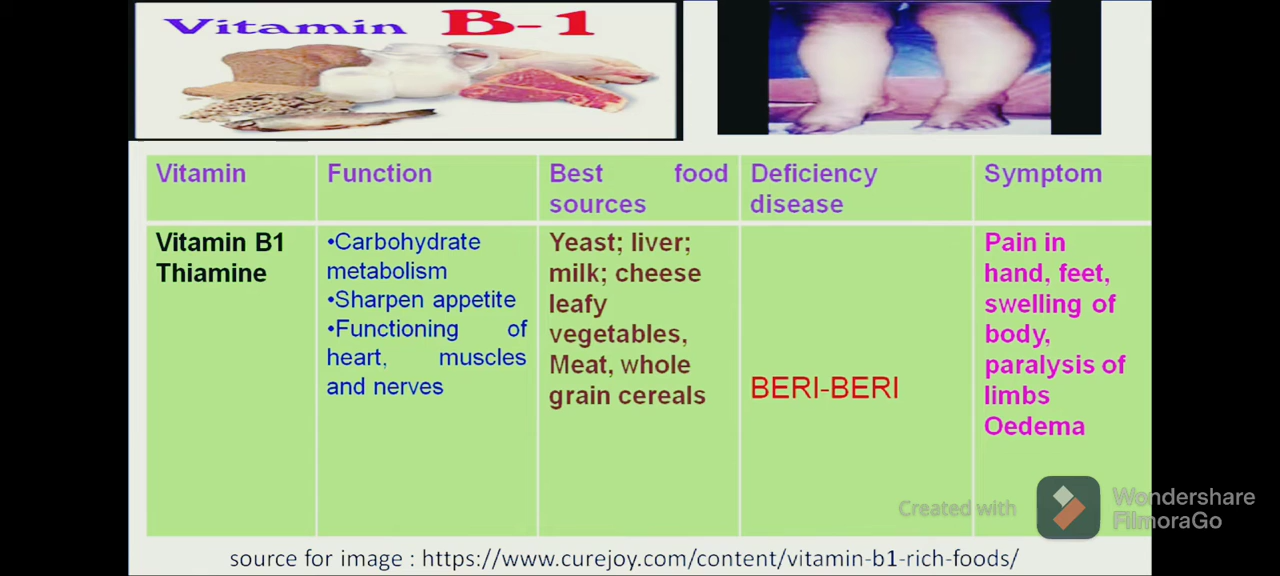 Vitamin B-1
Vitamin
Function
Best food
sources
Deficiency
disease
Symptom
Vitamin B1
Thiamine
•Carbohydrate
metabolism
•Sharpen appetite
•Functioning of
heart, muscles
and nerves
Yeast; liver;
milk; cheese
leafy
vegetables,
Meat, whole
grain cereals
BERI-BERI
Pain in
hand, feet,
swelling of
body,
paralysis of
limbs
Oedema
Created with
Wondershare
FilmoraGo
source for image : https://www.curejoy.com/content/vitamin-b1-rich-foods/